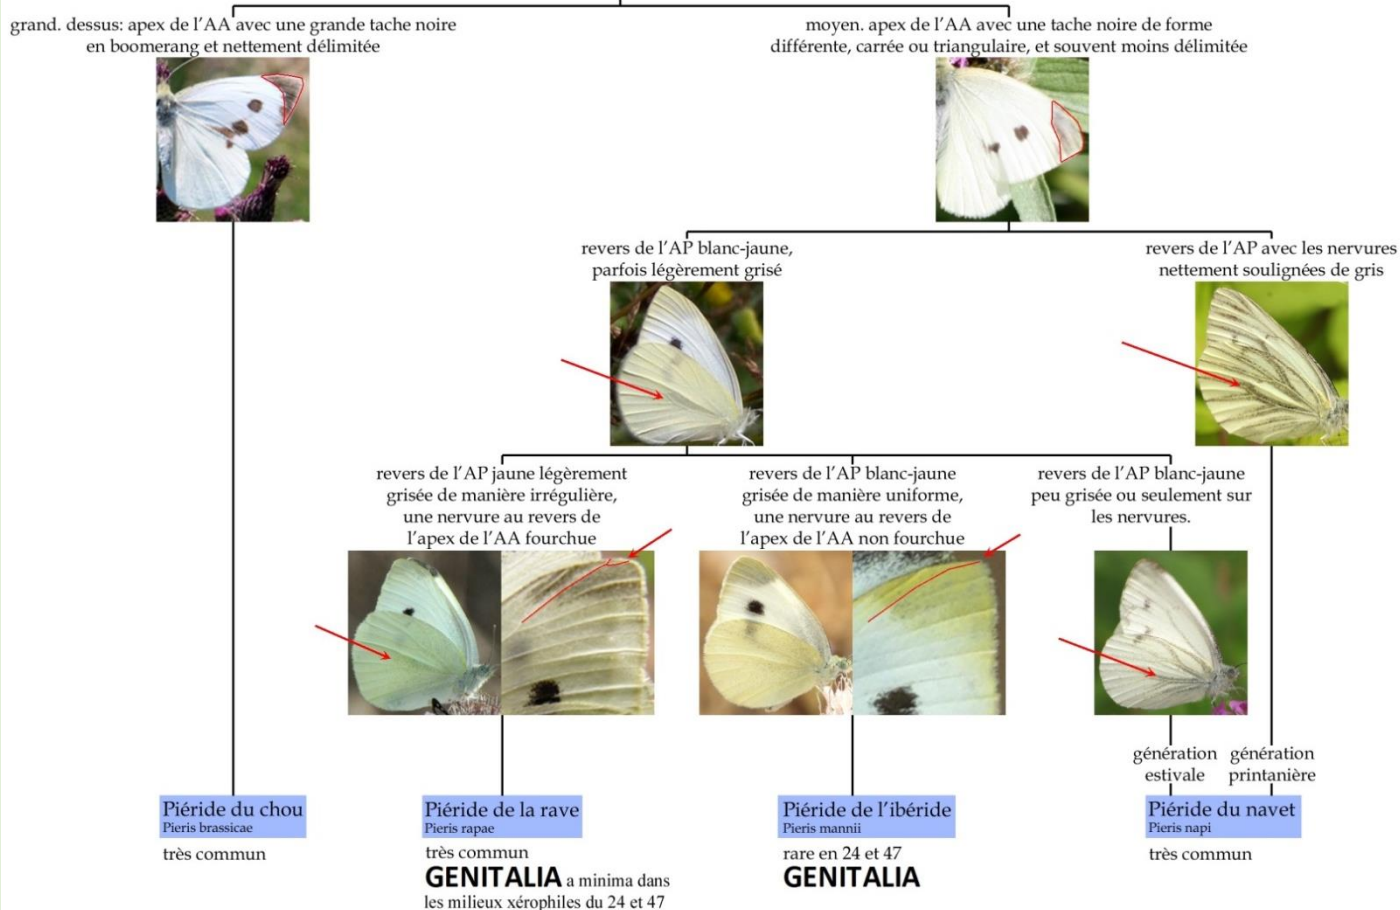 grand. dessus: apex de l'AA avec une grande tache noire
en boomerang et nettement délimitée
moyen. apex de l'AA avec une tache noire de forme
différente, carrée ou triangulaire, et souvent moins délimitée
revers de l'AP blanc-jaune,
parfois légèrement grisé
revers de l'AP avec les nervures
nettement soulignées de gris
revers de l'AP jaune légèrement
grisée de manière irrégulière,
une nervure au revers de
l'apex de l'AA fourchue
revers de l'AP blanc-jaune
grisée de manière uniforme,
une nervure au revers de
l'apex de l'AA non fourchue
revers de l'AP blanc-jaune
peu grisée ou seulement sur
les nervures.
génération
estivale
génération
printanière
Piéride du chou
Pieris brassicae
très commun
Piéride de la rave
Pieris rapae
très commun
GENITALIA a minima dans
les milieux xérophiles du 24 et 47
Piéride de l'ibéride
Pieris mannii
rare en 24 et 47
GENITALIA
Piéride du navet
Pieris napi
très commun